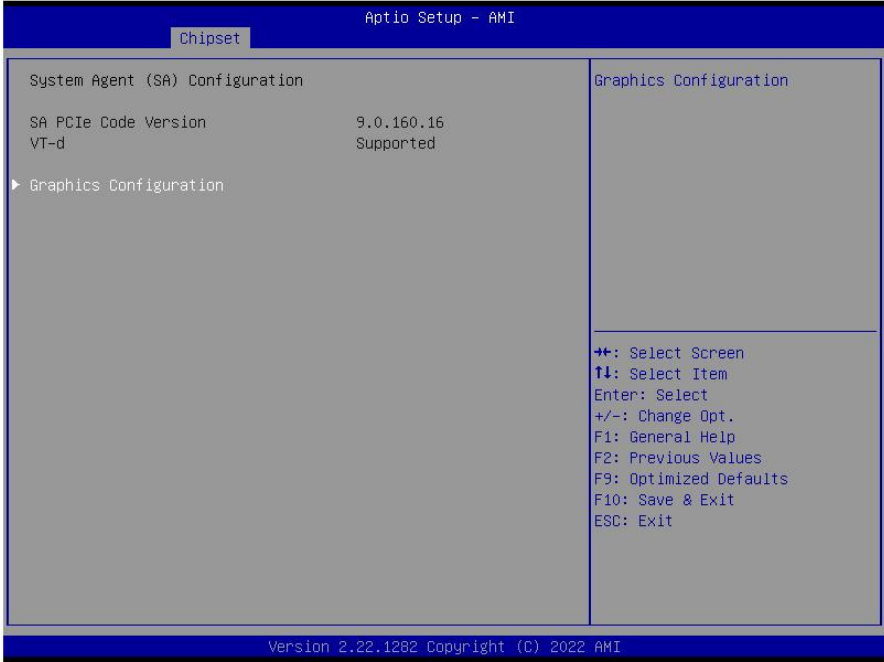 Aptio Setup – AMI
Chipset
System Agent (SA) Configuration
SA PCIe Code Version 9.0.160.16
VT-d Supported
▶ Graphics Configuration
Graphics Configuration
→←: Select Screen
↑↓: Select Item
Enter: Select
+/-: Change Opt.
F1: General Help
F2: Previous Values
F9: Optimized Defaults
F10: Save & Exit
ESC: Exit
Version 2.22.1282 Copyright (C) 2022 AMI